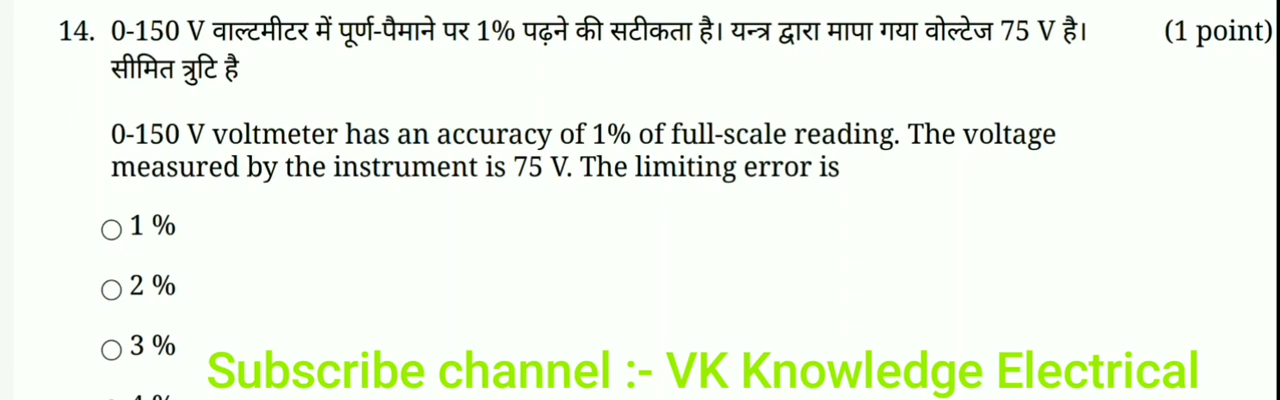 14. 0-150 V वाल्टमीटर में पूर्ण-पैमाने पर 1% पढ़ने की सटीकता है। यन्त्र द्वारा मापा गया वोल्टेज 75 V है। (1 point)
सीमित त्रुटि है
0-150 V voltmeter has an accuracy of 1% of full-scale reading. The voltage
measured by the instrument is 75 V. The limiting error is
1 %
2 %
3 %
Subscribe channel :- VK Knowledge Electrical